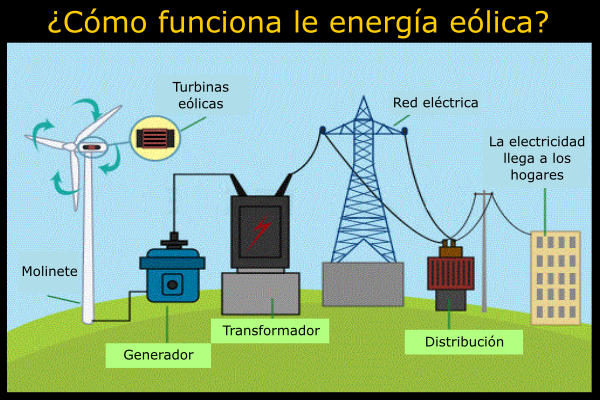 ¿Cómo funciona le energía eólica?
Turbinas
eólicas
Red eléctrica
La electricidad
llega a los
hogares
Molinete
Transformador
Distribución
Generador